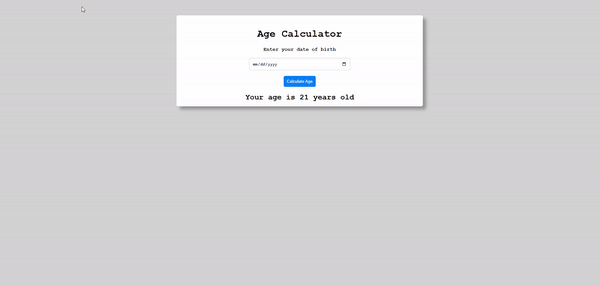 Age Calculator
Enter your date of birth
mm/dd/yyyy
Calculate Age
Your age is 21 years old